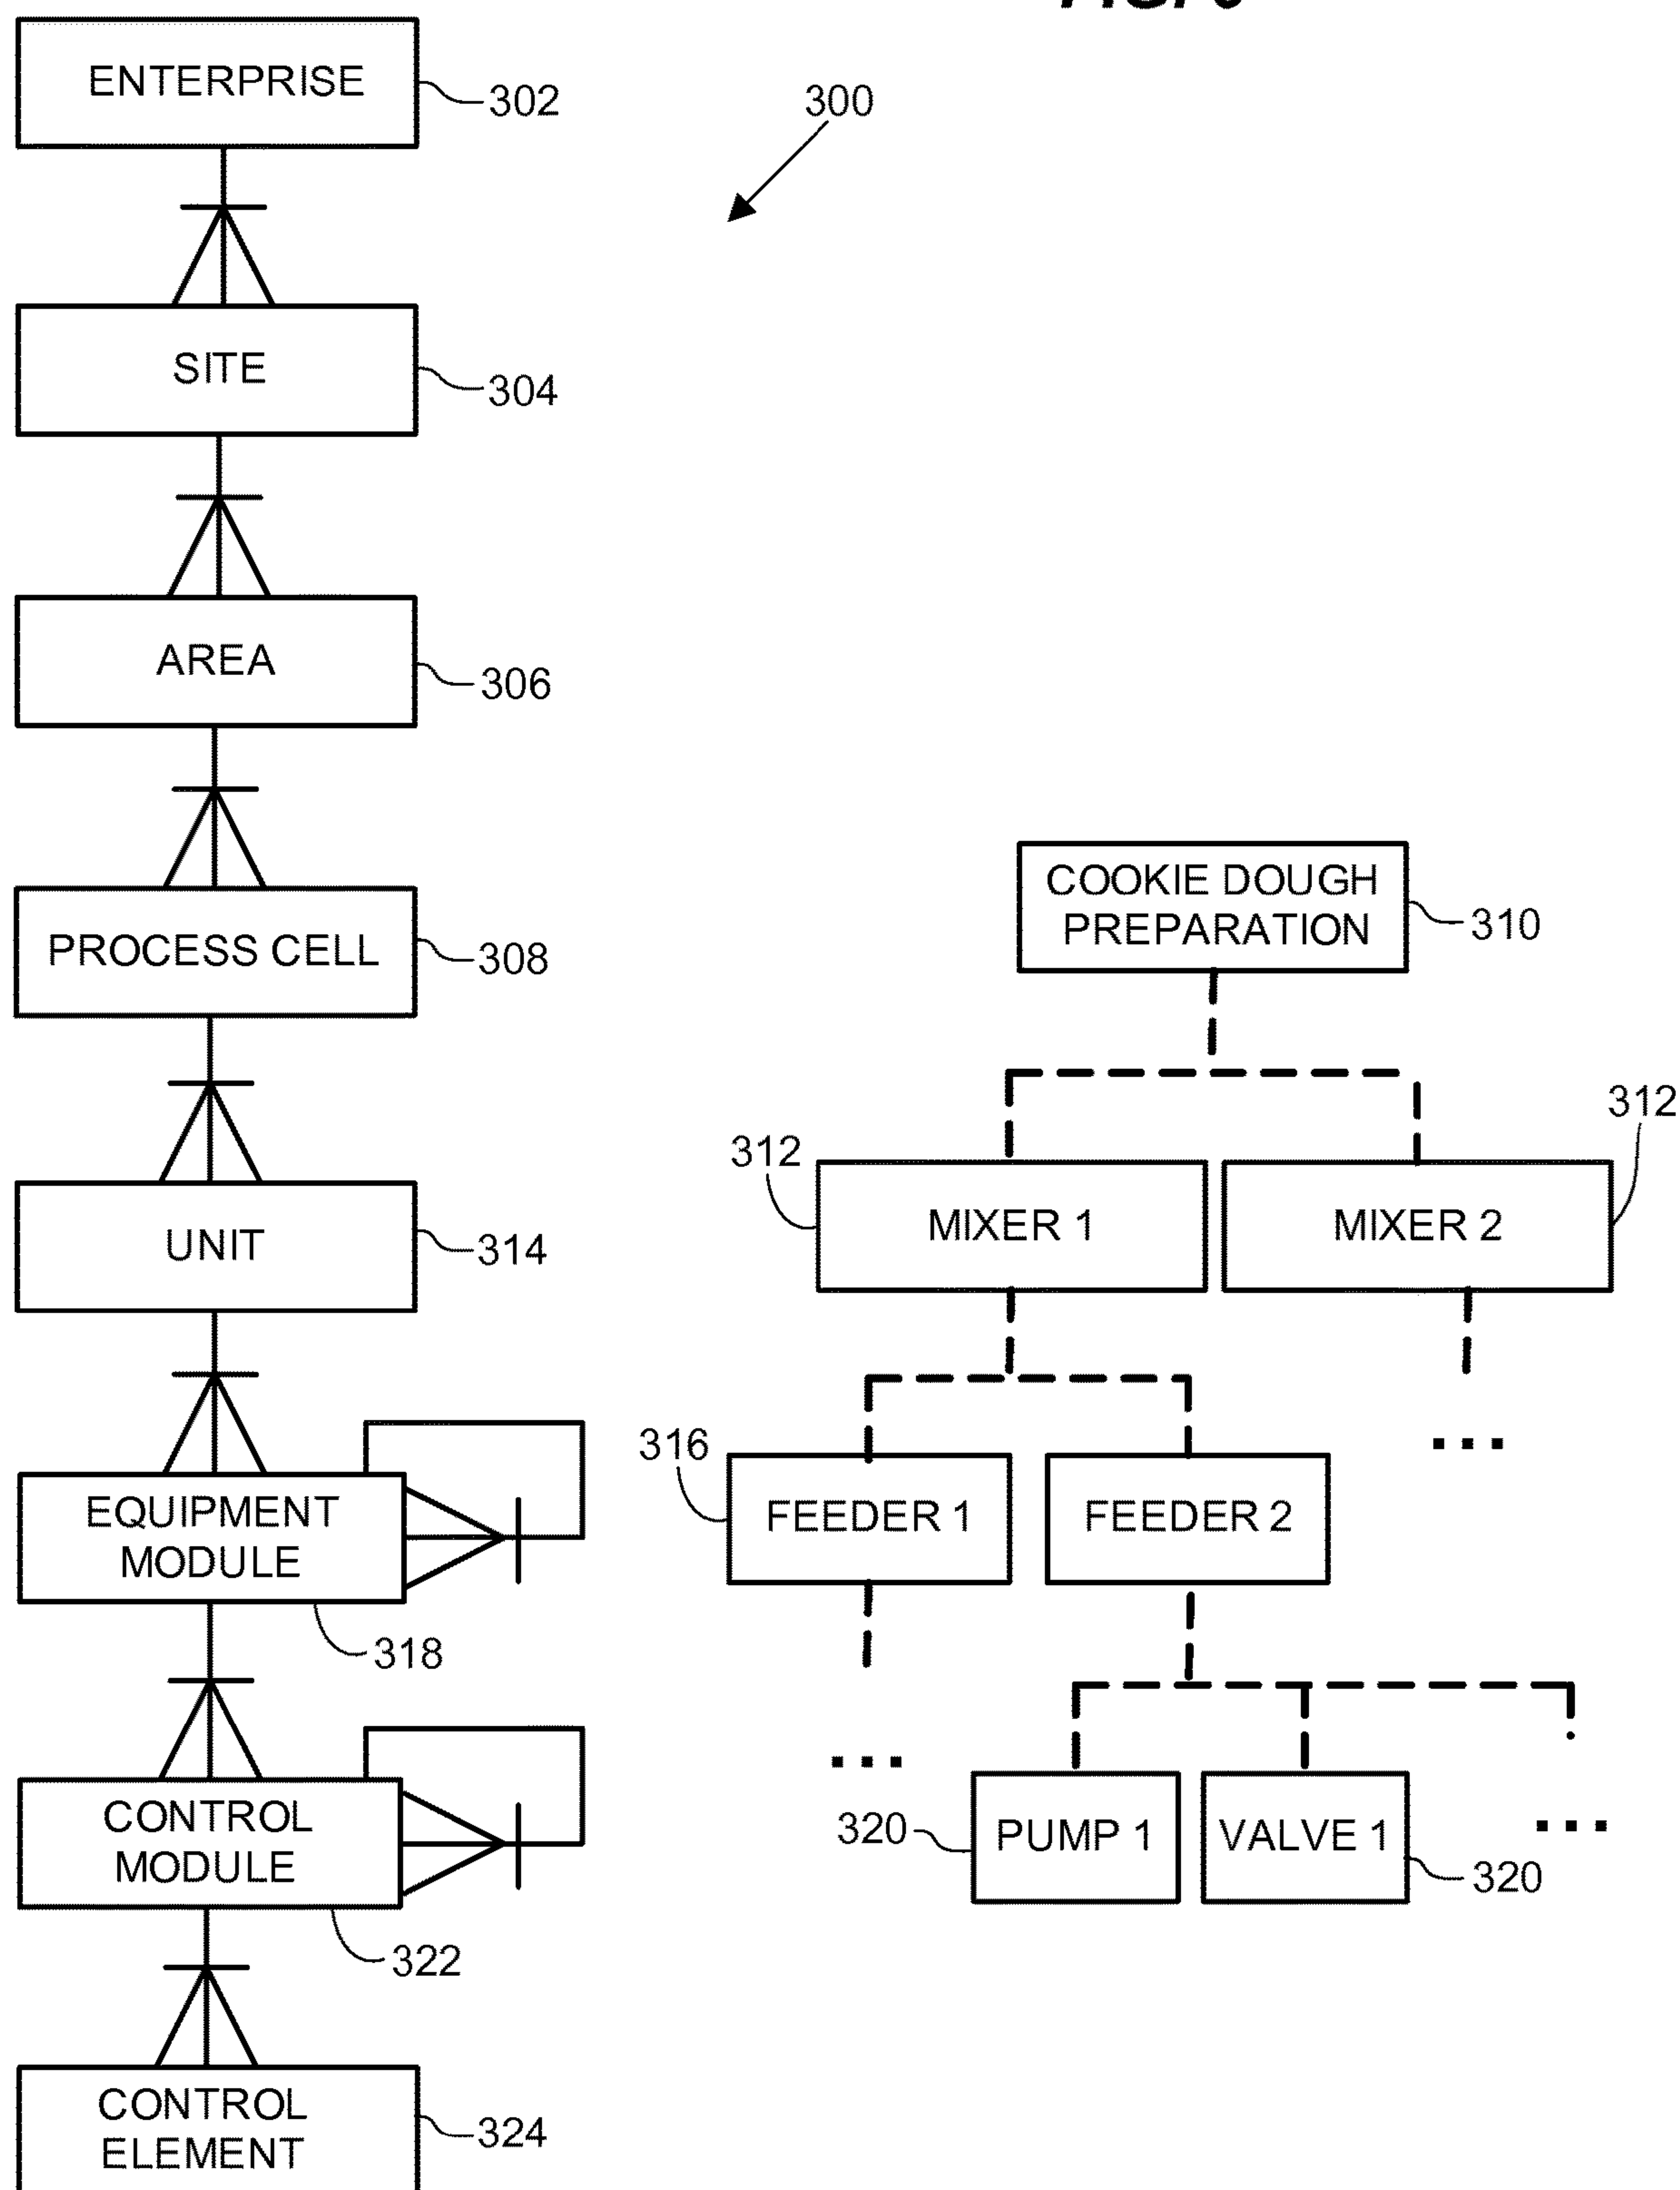 ENTERPRISE
302
300
SITE
304
AREA
306
PROCESS CELL
308
COOKIE DOUGH
PREPARATION
310
UNIT
314
312
MIXER 1
MIXER 2
312
EQUIPMENT
MODULE
318
316
FEEDER 1
FEEDER 2
...
CONTROL
MODULE
322
...
320
PUMP 1
VALVE 1
320
...
CONTROL
ELEMENT
324